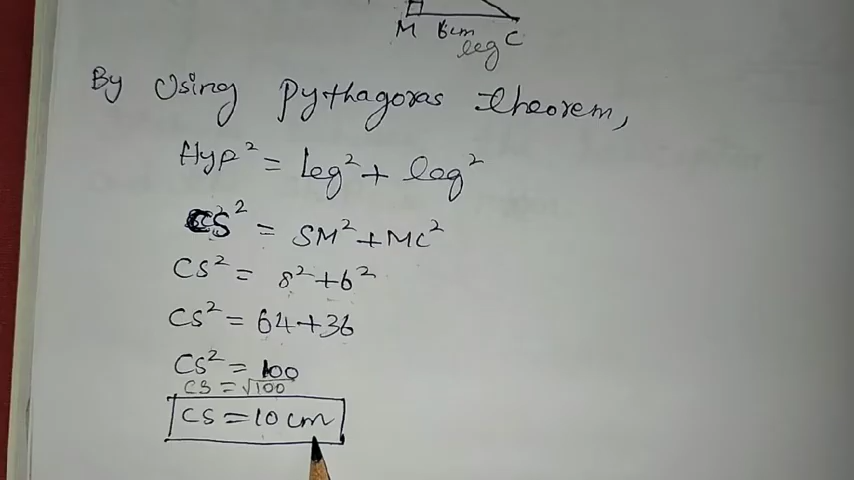 M 6cm C
leg
By Using Pythagoras theorem,
Hyp² = Leg² + leg²
CS² = SM² + MC²
CS² = 8² + 6²
CS² = 64 + 36
CS² = 100
CS = √100
CS = 10 cm